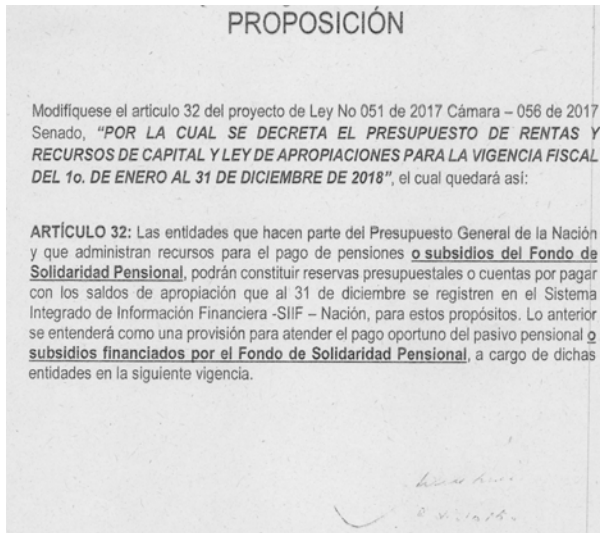 PROPOSICIÓN
Modifíquese el articulo 32 del proyecto de Ley No 051 de 2017 Cámara – 056 de 2017
Senado, "POR LA CUAL SE DECRETA EL PRESUPUESTO DE RENTAS Y
RECURSOS DE CAPITAL Y LEY DE APROPIACIONES PARA LA VIGENCIA FISCAL
DEL 1o. DE ENERO AL 31 DE DICIEMBRE DE 2018", el cual quedará así:
ARTÍCULO 32: Las entidades que hacen parte del Presupuesto General de la Nación
y que administran recursos para el pago de pensiones o subsidios del Fondo de
Solidaridad Pensional, podrán constituir reservas presupuestales o cuentas por pagar
con los saldos de apropiación que al 31 de diciembre se registren en el Sistema
Integrado de Información Financiera -SIIF – Nación, para estos propósitos. Lo anterior
se entenderá como una provisión para atender el pago oportuno del pasivo pensional o
subsidios financiados por el Fondo de Solidaridad Pensional, a cargo de dichas
entidades en la siguiente vigencia.